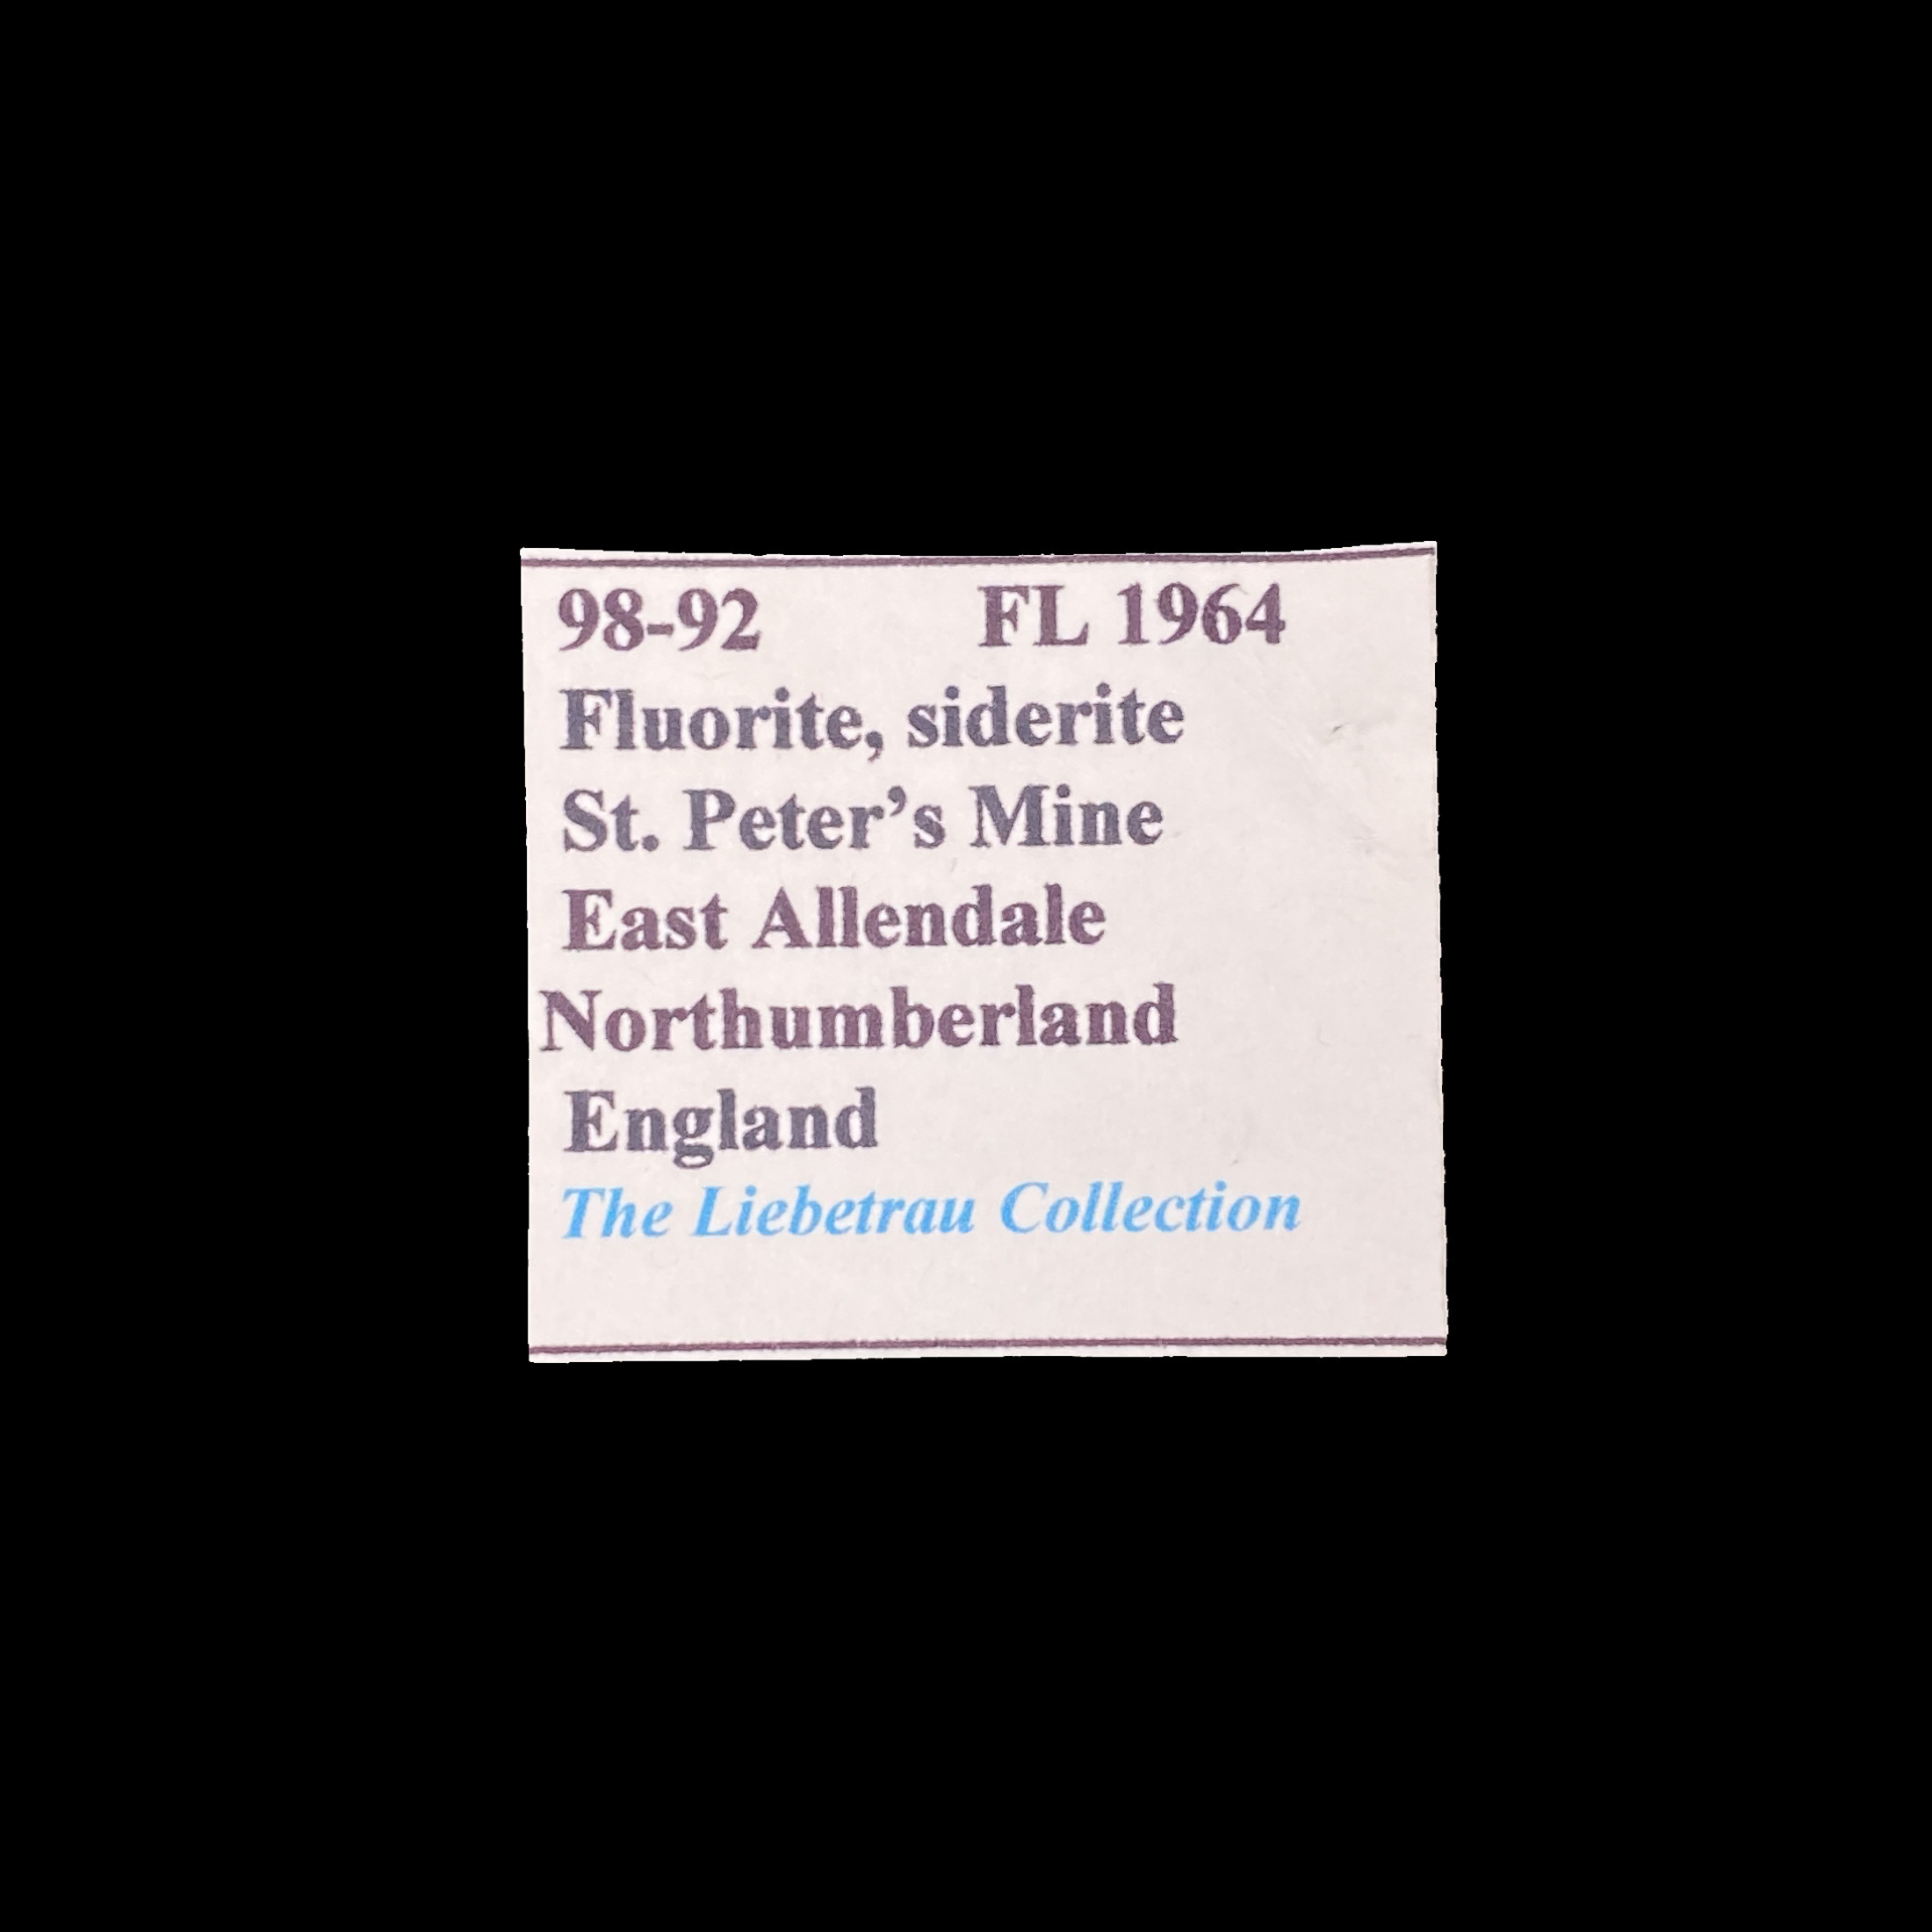 98-92 FL 1964
Fluorite, siderite
St. Peter’s Mine
East Allendale
Northumberland
England
The Liebetrau Collection